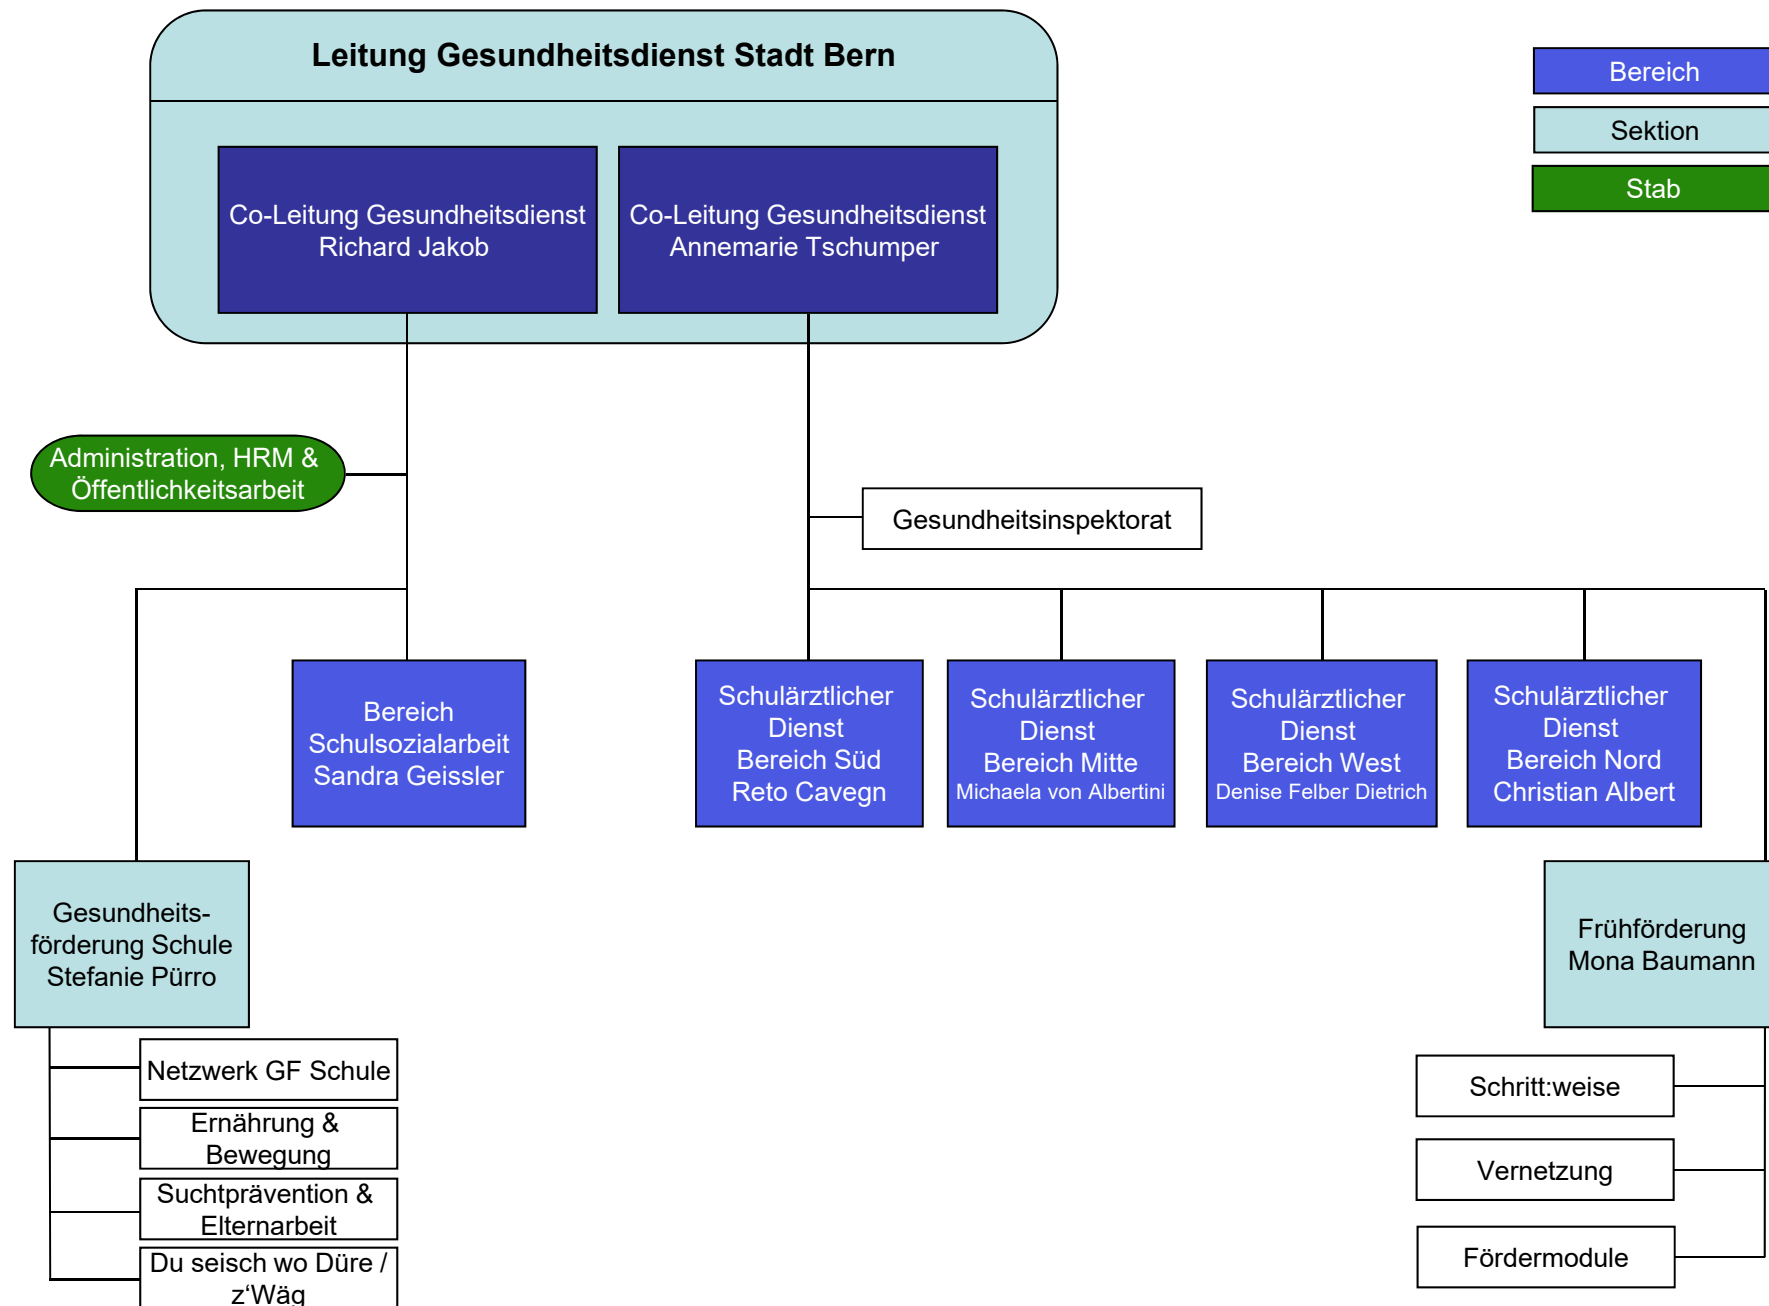 Leitung Gesundheitsdienst Stadt Bern
Co-Leitung Gesundheitsdienst
Richard Jakob
Co-Leitung Gesundheitsdienst
Annemarie Tschumper
Bereich
Sektion
Stab
Administration, HRM &
Öffentlichkeitsarbeit
Gesundheitsinspektorat
Bereich
Schulsozialarbeit
Sandra Geissler
Schulärztlicher
Dienst
Bereich Süd
Reto Cavegn
Schulärztlicher
Dienst
Bereich Mitte
Michaela von Albertini
Schulärztlicher
Dienst
Bereich West
Denise Felber Dietrich
Schulärztlicher
Dienst
Bereich Nord
Christian Albert
Gesundheits-
förderung Schule
Stefanie Pürro
Netzwerk GF Schule
Ernährung &
Bewegung
Suchtprävention &
Elternarbeit
Du seisch wo Düre /
z‘Wäg
Frühförderung
Mona Baumann
Schritt:weise
Vernetzung
Fördermodule